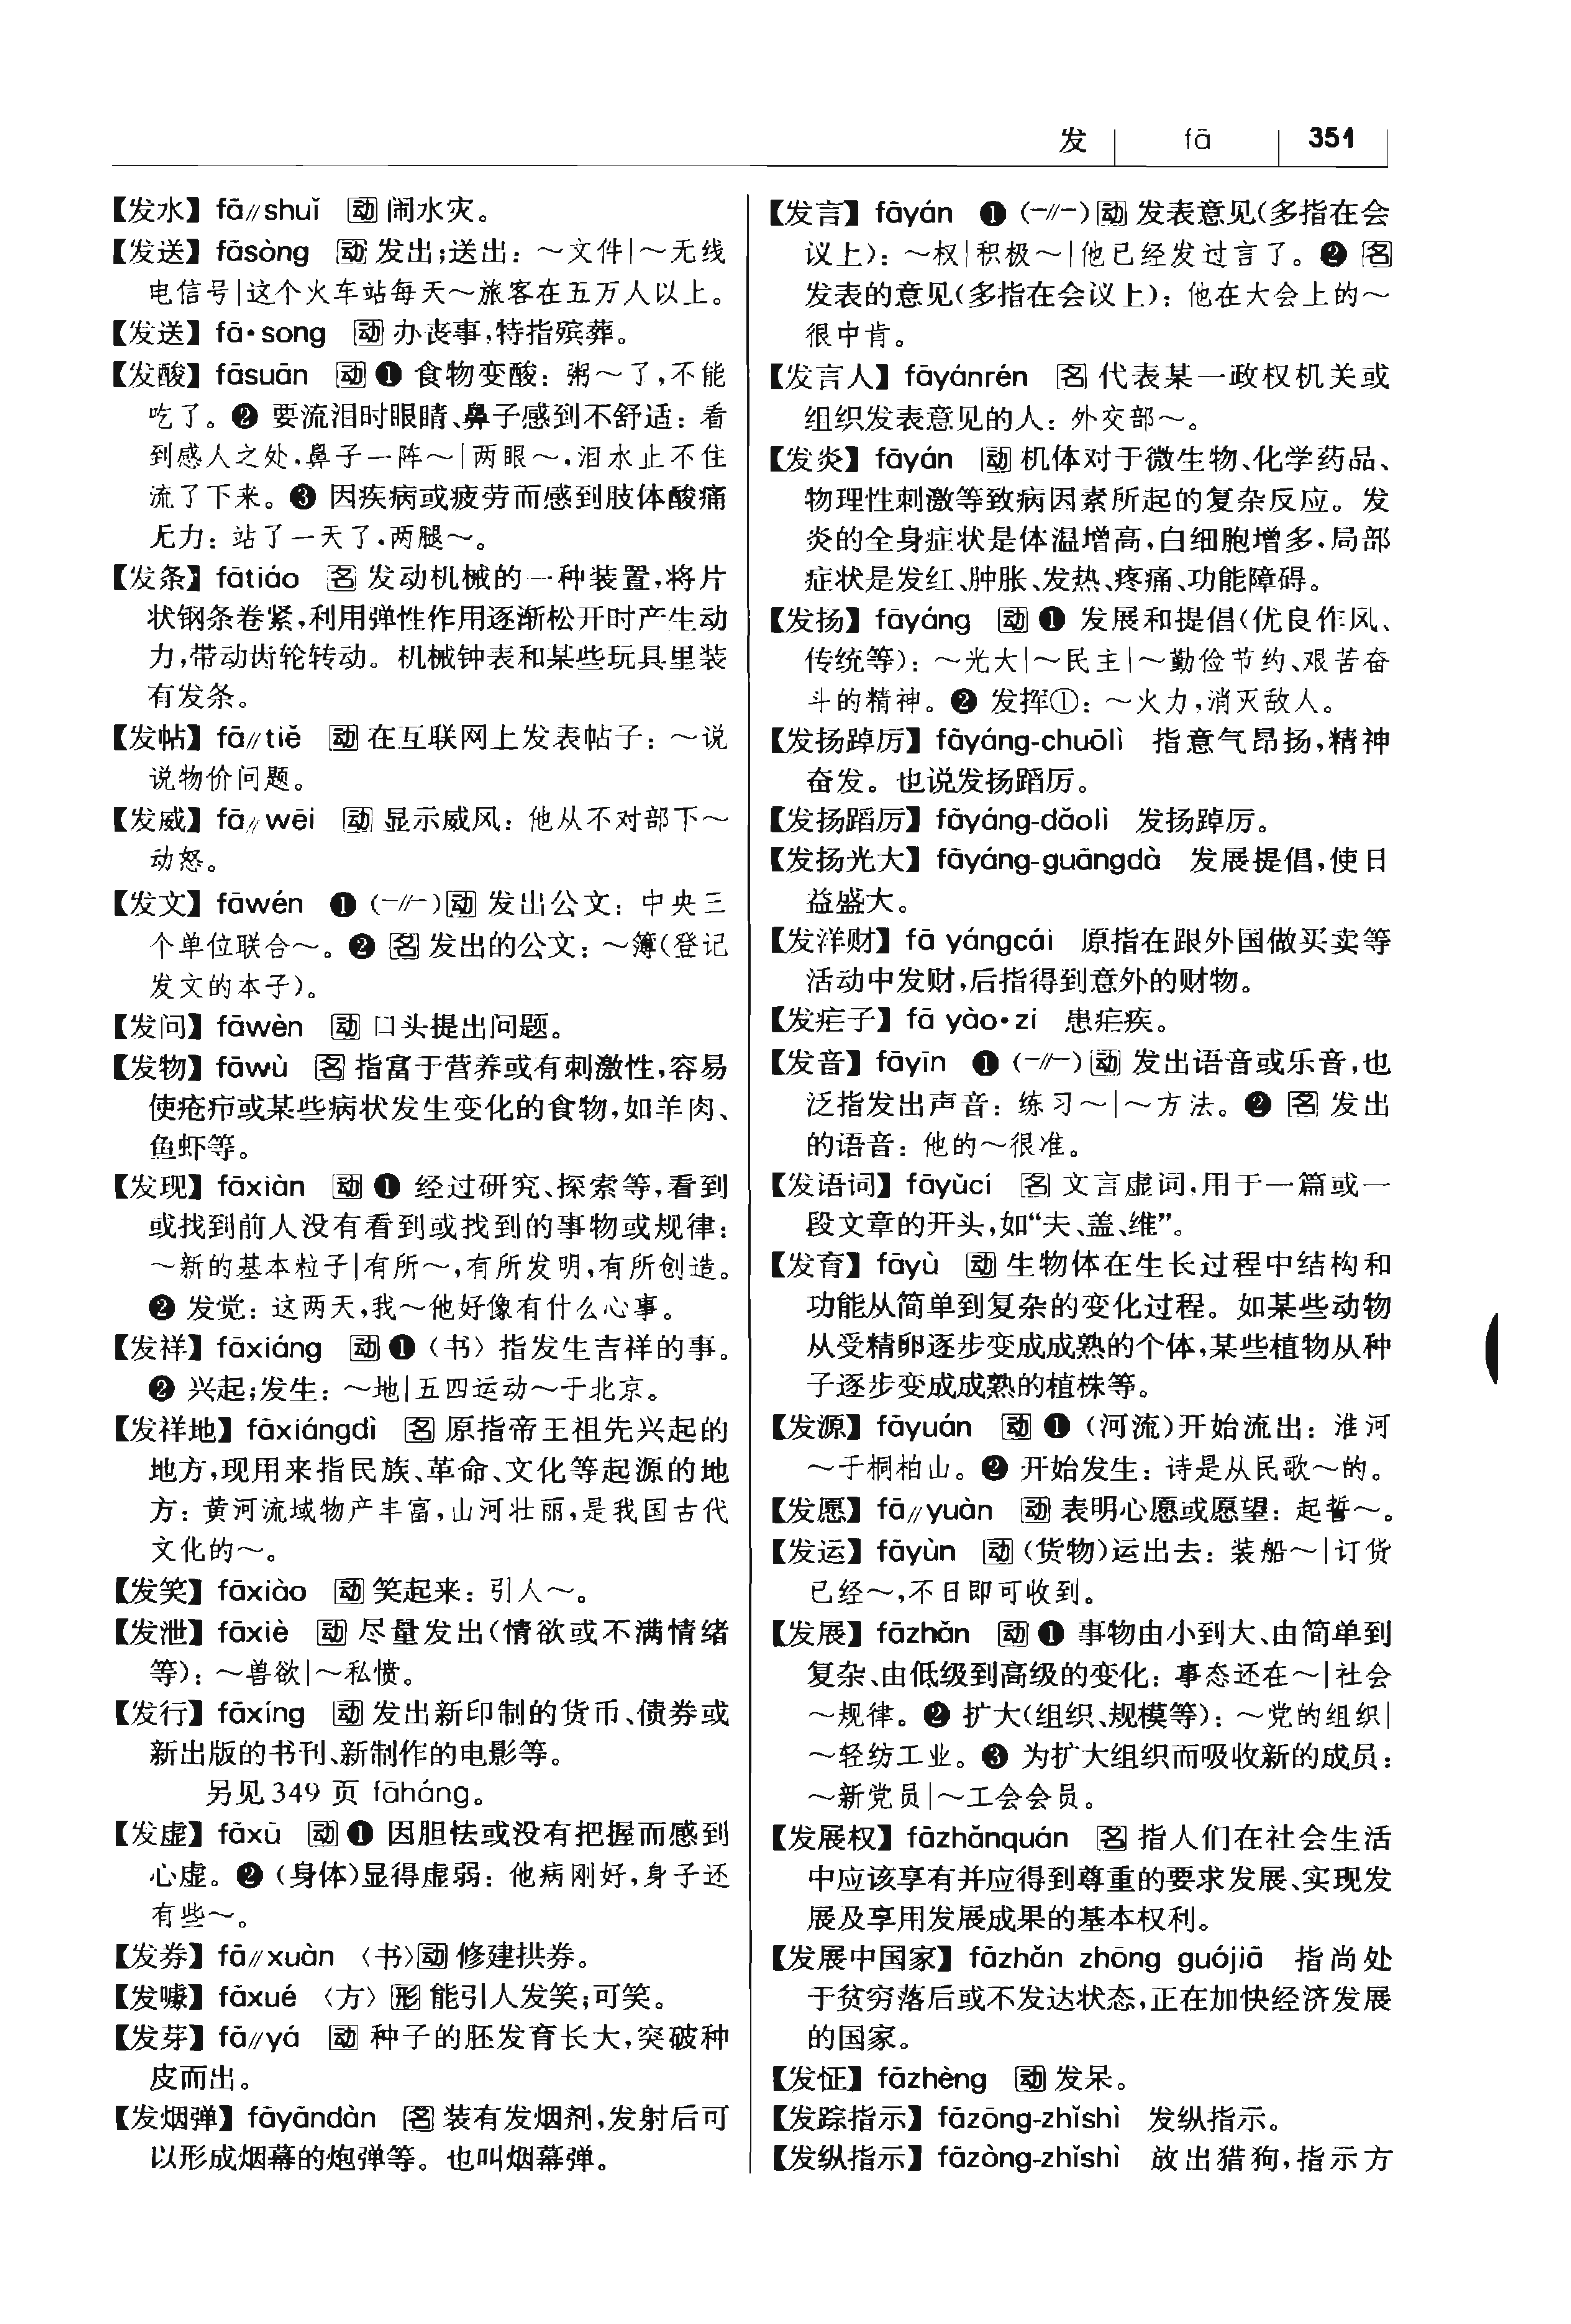 发 fā 351
【发水】 fā∥shuǐ 动 闹水灾。
【发送】 fāsòng 动 发出;送出：～文件|～无线
电信号|这个火车站每天～旅客在五万人以上。
【发送】 fā•song 动 办丧事,特指殡葬。
【发酸】 fāsuān 动 ❶ 食物变酸：粥～了,不能
吃了。❷ 要流泪时眼睛、鼻子感到不舒适：看
到感人之处,鼻子一阵～|两眼～,泪水止不住
流了下来。❸ 因疾病或疲劳而感到肢体酸痛
无力：站了一天了,两腿～。
【发条】 fātiáo 名 发动机械的一种装置,将片
状钢条卷紧,利用弹性作用逐渐松开时产生动
力,带动齿轮转动。机械钟表和某些玩具里装
有发条。
【发帖】 fā∥tiě 动 在互联网上发表帖子：～说
说物价问题。
【发威】 fā∥wēi 动 显示威风：他从不对部下～
动怒。
【发文】 fāwén ❶ (-∥-)动 发出公文：中央三
个单位联合～。❷ 名 发出的公文：～簿(登记
发文的本子)。
【发问】 fāwèn 动 口头提出问题。
【发物】 fāwù 名 指富于营养或有刺激性,容易
使疮疖或某些病状发生变化的食物,如羊肉、
鱼虾等。
【发现】 fāxiàn 动 ❶ 经过研究、探索等,看到
或找到前人没有看到或找到的事物或规律：
～新的基本粒子|有所～,有所发明,有所创造。
❷ 发觉：这两天,我～他好像有什么心事。
【发祥】 fāxiáng 动 ❶〈书〉指发生吉祥的事。
❷ 兴起;发生：～地|五四运动～于北京。
【发祥地】 fāxiángdì 名 原指帝王祖先兴起的
地方,现用来指民族、革命、文化等起源的地
方：黄河流域物产丰富,山河壮丽,是我国古代
文化的～。
【发笑】 fāxiào 动 笑起来：引人～。
【发泄】 fāxiè 动 尽量发出(情欲或不满情绪
等)：～兽欲|～私愤。
【发行】 fāxíng 动 发出新印制的货币、债券或
新出版的书刊、新制作的电影等。
另见 349 页 fāháng。
【发虚】 fāxū 动 ❶ 因胆怯或没有把握而感到
心虚。❷ (身体)显得虚弱：他病刚好,身子还
有些～。
【发券】 fā∥xuàn 〈书〉动 修建拱券。
【发噱】 fāxué 〈方〉形 能引人发笑;可笑。
【发芽】 fā∥yá 动 种子的胚发育长大,突破种
皮而出。
【发烟弹】 fāyāndàn 名 装有发烟剂,发射后可
以形成烟幕的炮弹等。也叫烟幕弹。
【发言】 fāyán ❶ (-∥-)动 发表意见(多指在会
议上)：～权|积极～|他已经发过言了。❷ 名
发表的意见(多指在会议上)：他在大会上的～
很中肯。
【发言人】 fāyánrén 名 代表某一政权机关或
组织发表意见的人：外交部～。
【发炎】 fāyán 动 机体对于微生物、化学药品、
物理性刺激等致病因素所起的复杂反应。发
炎的全身症状是体温增高,白细胞增多,局部
症状是发红、肿胀、发热、疼痛、功能障碍。
【发扬】 fāyáng 动 ❶ 发展和提倡(优良作风、
传统等)：～光大|～民主|～勤俭节约、艰苦奋
斗的精神。❷ 发挥①：～火力,消灭敌人。
【发扬踔厉】 fāyáng-chuōlì 指意气昂扬,精神
奋发。也说发扬蹈厉。
【发扬蹈厉】 fāyáng-dǎolì 发扬踔厉。
【发扬光大】 fāyáng-guāngdà 发展提倡,使日
益盛大。
【发洋财】 fā yángcái 原指在跟外国做买卖等
活动中发财,后指得到意外的财物。
【发疟子】 fā yào•zi 患疟疾。
【发音】 fāyīn ❶ (-∥-)动 发出语音或乐音,也
泛指发出声音：练习～|～方法。❷ 名 发出
的语音：他的～很准。
【发语词】 fāyǔcí 名 文言虚词,用于一篇或一
段文章的开头,如“夫、盖、维”。
【发育】 fāyù 动 生物体在生长过程中结构和
功能从简单到复杂的变化过程。如某些动物
从受精卵逐步变成成熟的个体,某些植物从种
子逐步变成成熟的植株等。
【发源】 fāyuán 动 ❶ (河流)开始流出：淮河
～于桐柏山。❷ 开始发生：诗是从民歌～的。
【发愿】 fā∥yuàn 动 表明心愿或愿望：起誓～。
【发运】 fāyùn 动 (货物)运出去：装船～|订货
已经～,不日即可收到。
【发展】 fāzhǎn 动 ❶ 事物由小到大、由简单到
复杂、由低级到高级的变化：事态还在～|社会
～规律。❷ 扩大(组织、规模等)：～党的组织|
～轻纺工业。❸ 为扩大组织而吸收新的成员：
～新党员|～工会会员。
【发展权】 fāzhǎnquán 名 指人们在社会生活
中应该享有并应得到尊重的要求发展、实现发
展及享用发展成果的基本权利。
【发展中国家】 fāzhǎn zhōng guójiā 指尚处
于贫穷落后或不发达状态,正在加快经济发展
的国家。
【发怔】 fāzhèng 动 发呆。
【发踪指示】 fāzōng-zhǐshì 发纵指示。
【发纵指示】 fāzòng-zhǐshì 放出猎狗,指示方